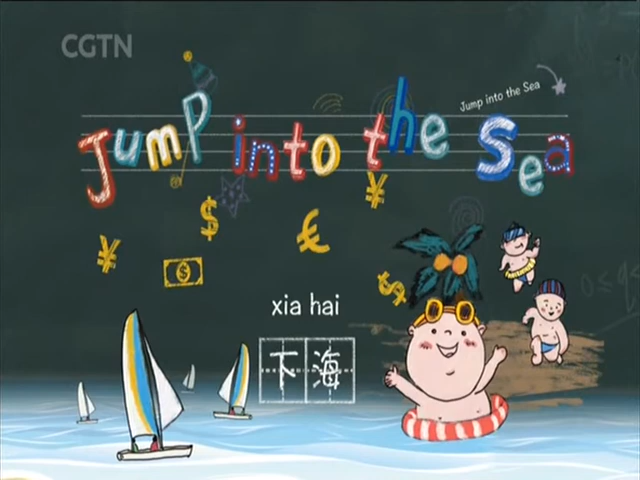 CGTN
Jump into the Sea
Jump into the Sea
¥
$
€
¥
$
$
xia hai
下海